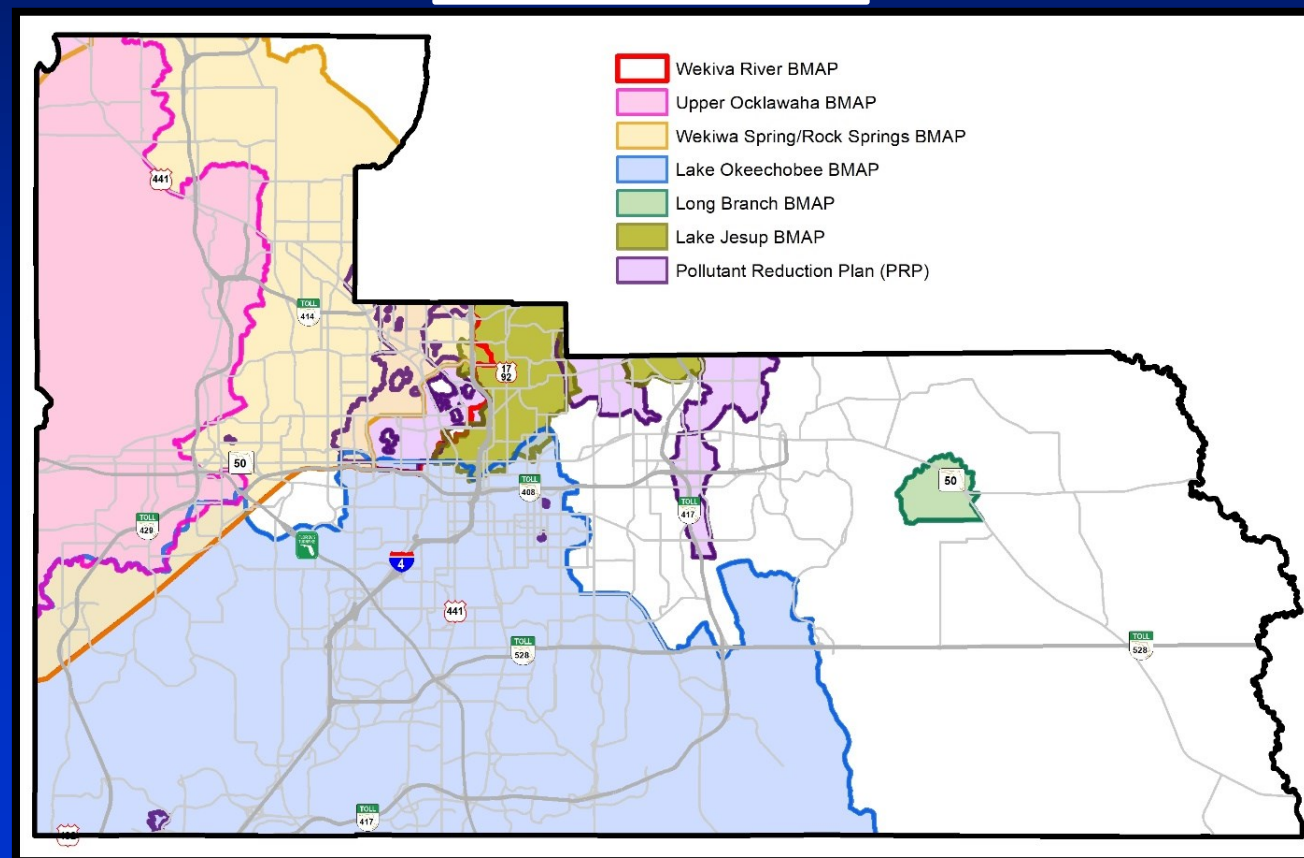 Wekiva River BMAP
Upper Ocklawaha BMAP
Wekiwa Spring/Rock Springs BMAP
Lake Okeechobee BMAP
Long Branch BMAP
Lake Jesup BMAP
Pollutant Reduction Plan (PRP)
441
TOLL
414
17
92
50
50
TOLL
408
TOLL
417
TOLL
429
4
441
TOLL
528
TOLL
528
TOLL
417